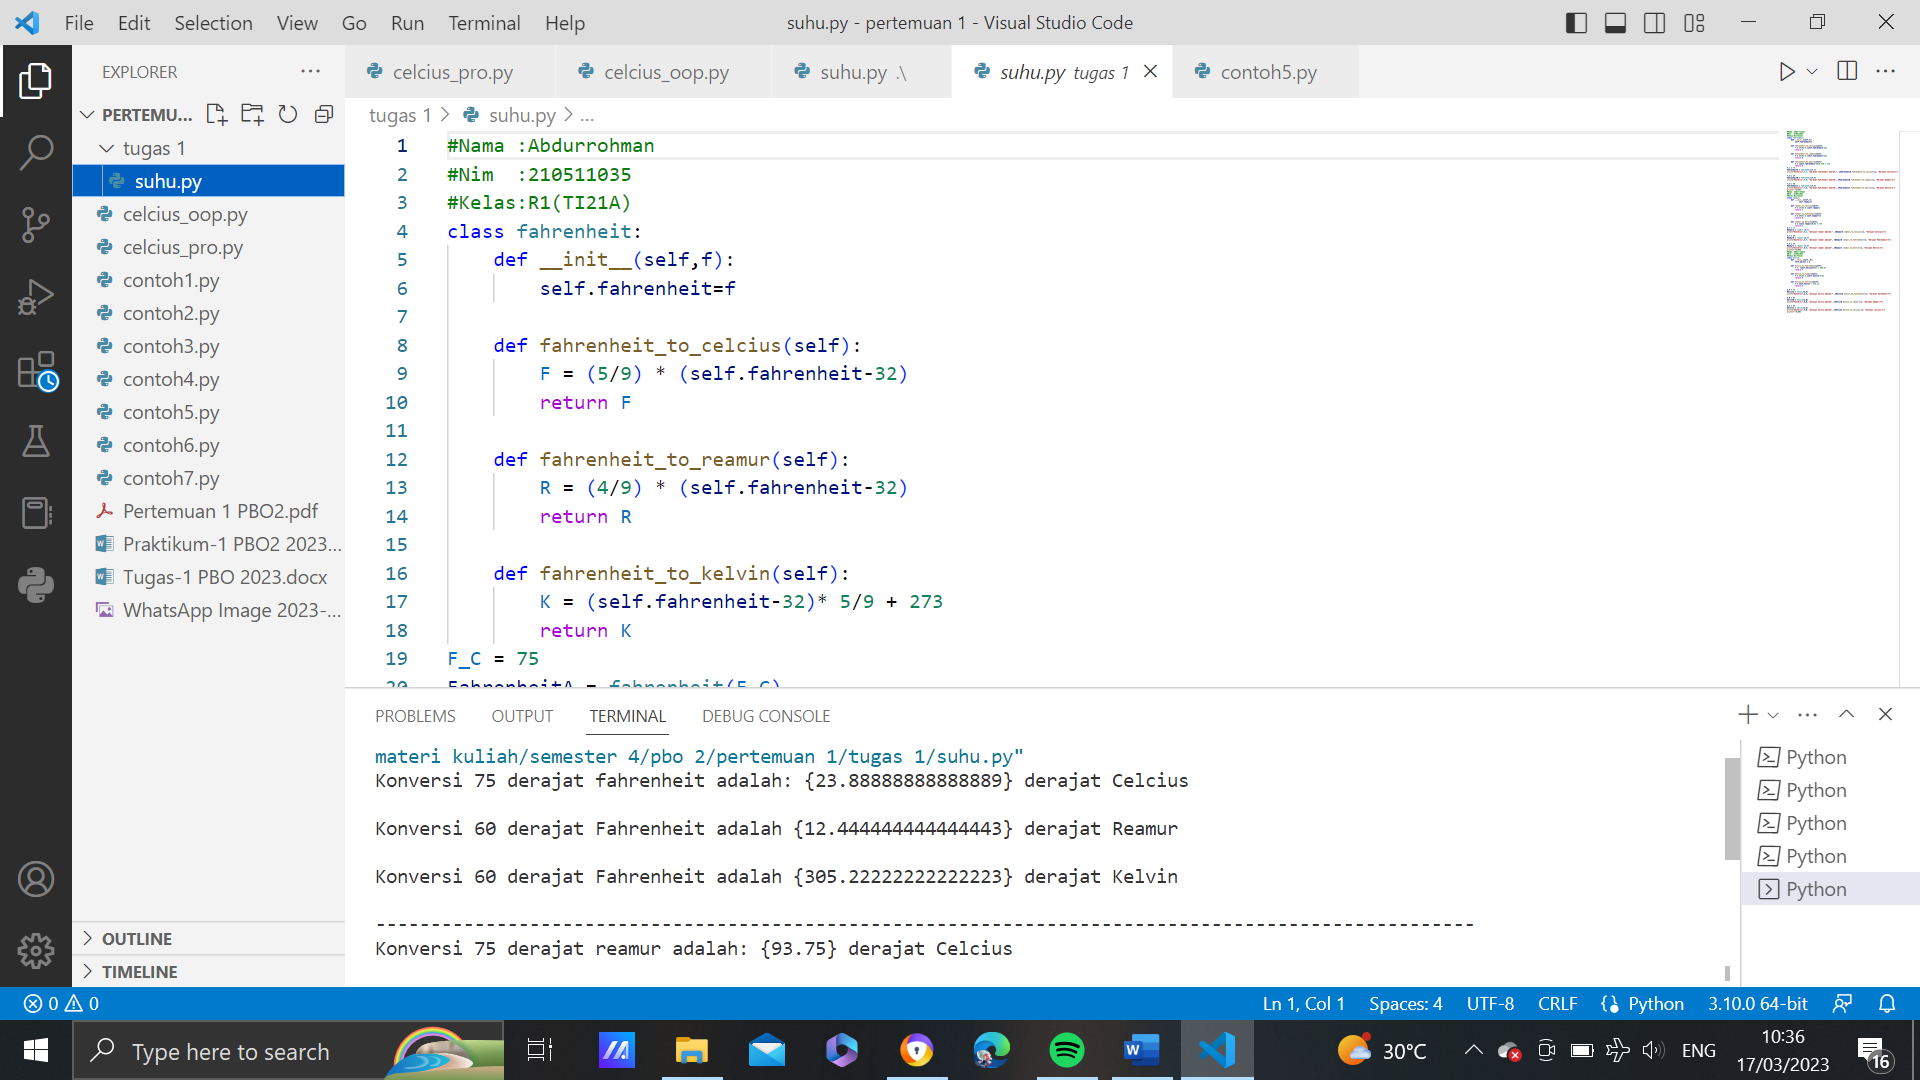 File Edit Selection View Go Run Terminal Help
suhu.py - pertemuan 1 - Visual Studio Code
EXPLORER
PERTEMU...
tugas 1
suhu.py
celcius_oop.py
celcius_pro.py
contoh1.py
contoh2.py
contoh3.py
contoh4.py
contoh5.py
contoh6.py
contoh7.py
Pertemuan 1 PBO2.pdf
Praktikum-1 PBO2 2023...
Tugas-1 PBO 2023.docx
WhatsApp Image 2023-...
OUTLINE
TIMELINE
celcius_pro.py celcius_oop.py suhu.py .\ suhu.py tugas 1 contoh5.py
tugas 1 > suhu.py > ...
1 #Nama :Abdurrohman
2 #Nim  :210511035
3 #Kelas:R1(TI21A)
4 class fahrenheit:
5     def __init__(self,f):
6         self.fahrenheit=f
7
8     def fahrenheit_to_celcius(self):
9         F = (5/9) * (self.fahrenheit-32)
10         return F
11
12     def fahrenheit_to_reamur(self):
13         R = (4/9) * (self.fahrenheit-32)
14         return R
15
16     def fahrenheit_to_kelvin(self):
17         K = (self.fahrenheit-32)* 5/9 + 273
18         return K
19 F_C = 75
20 FahrenheitA = fahrenheit(F_C)
PROBLEMS OUTPUT TERMINAL DEBUG CONSOLE
materi kuliah/semester 4/pbo 2/pertemuan 1/tugas 1/suhu.py"
Konversi 75 derajat fahrenheit adalah: {23.88888888888889} derajat Celcius
Konversi 60 derajat Fahrenheit adalah {12.444444444444443} derajat Reamur
Konversi 60 derajat Fahrenheit adalah {305.22222222222223} derajat Kelvin
----------------------------------------------------------------------------------------------------
Konversi 75 derajat reamur adalah: {93.75} derajat Celcius
Python
Python
Python
Python
Python
0 0
Ln 1, Col 1 Spaces: 4 UTF-8 CRLF Python 3.10.0 64-bit
Type here to search
30°C
ENG
10:36
17/03/2023
16